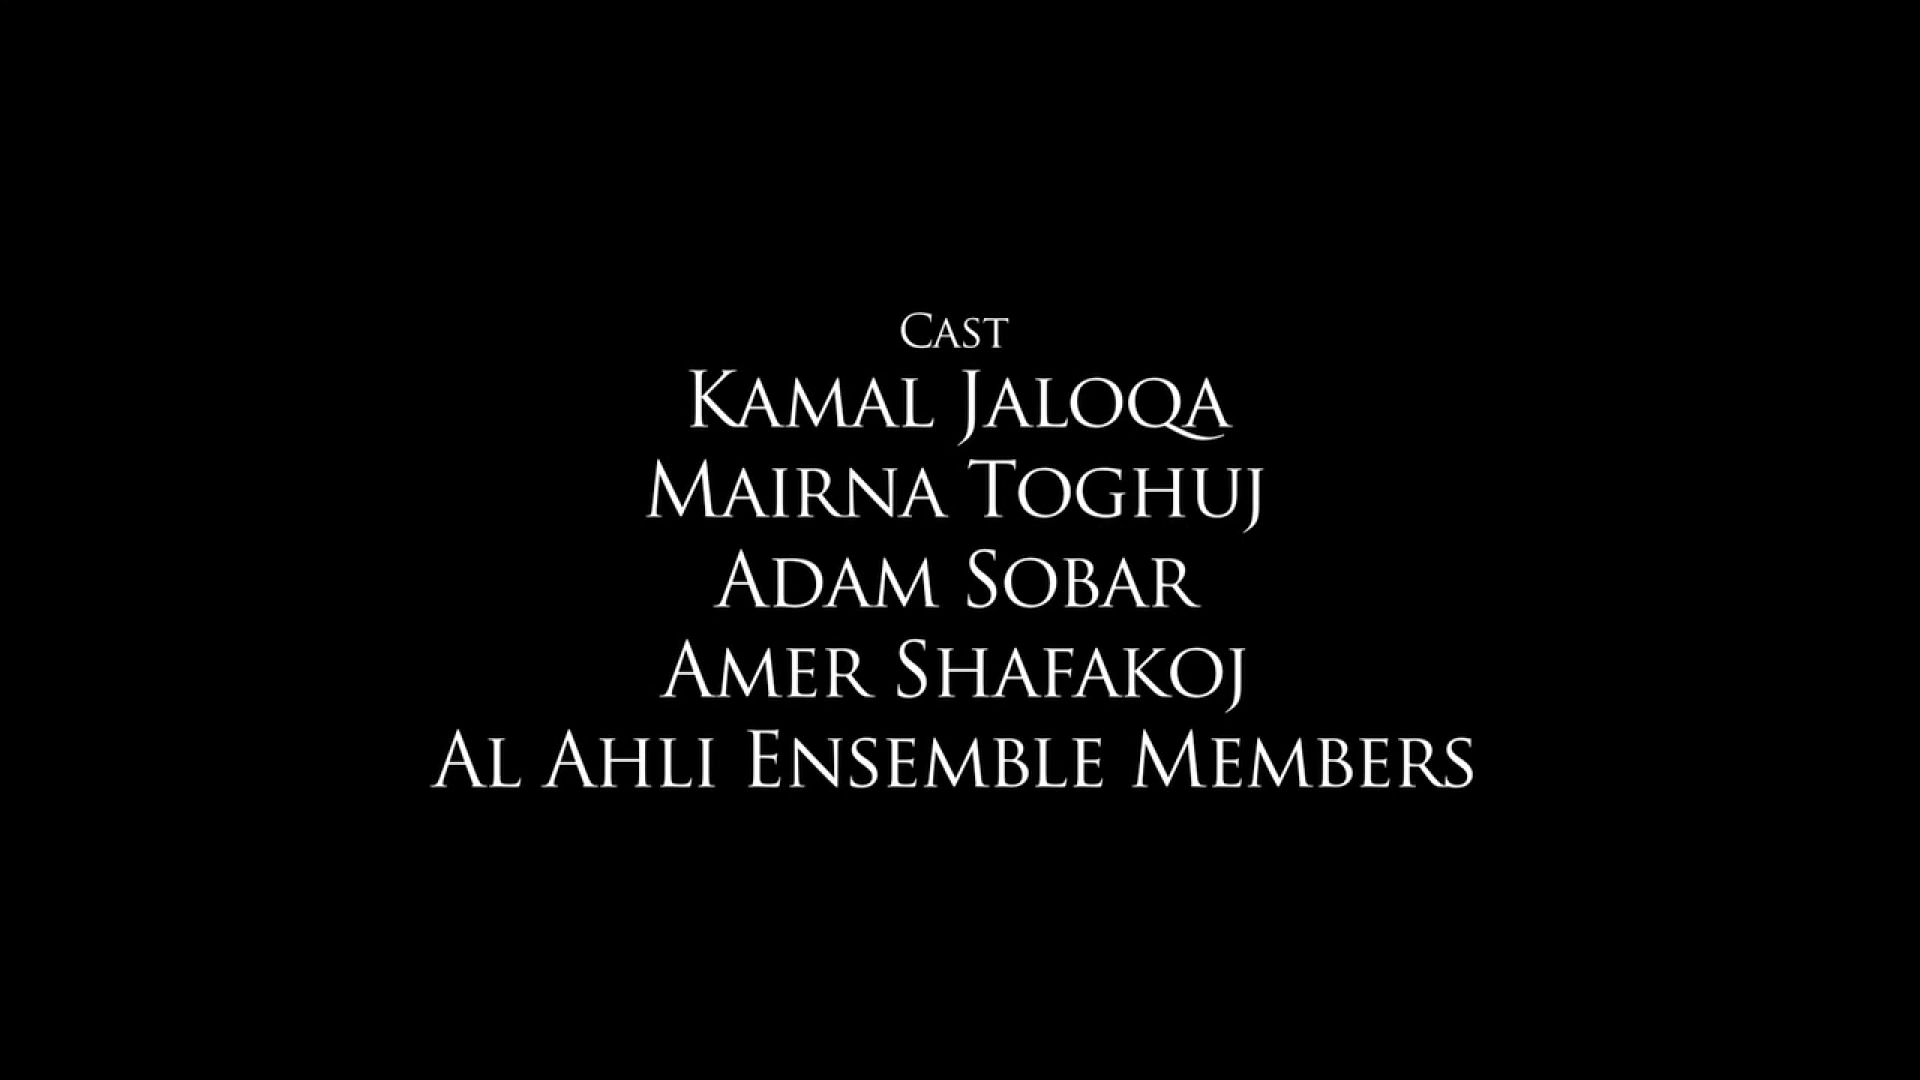 Cast
Kamal Jaloqa
Mairna Toghuj
Adam Sobar
Amer Shafakoj
Al Ahli Ensemble Members